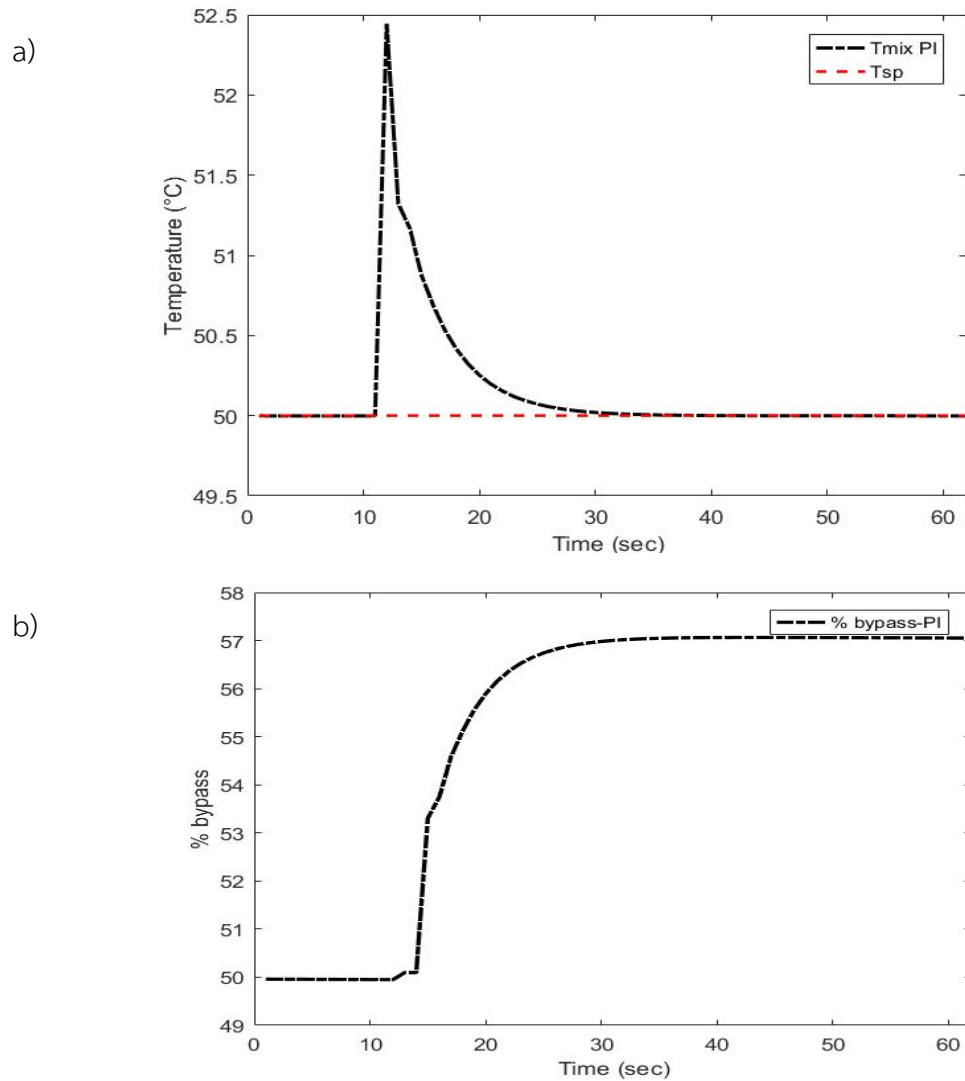 a)
52.5
52
51.5
51
50.5
50
49.5
Temperature (°C)
Tmix PI
Tsp
0 10 20 30 40 50 60
Time (sec)
b)
58
57
56
55
54
53
52
51
50
49
% bypass
% bypass-PI
0 10 20 30 40 50 60
Time (sec)